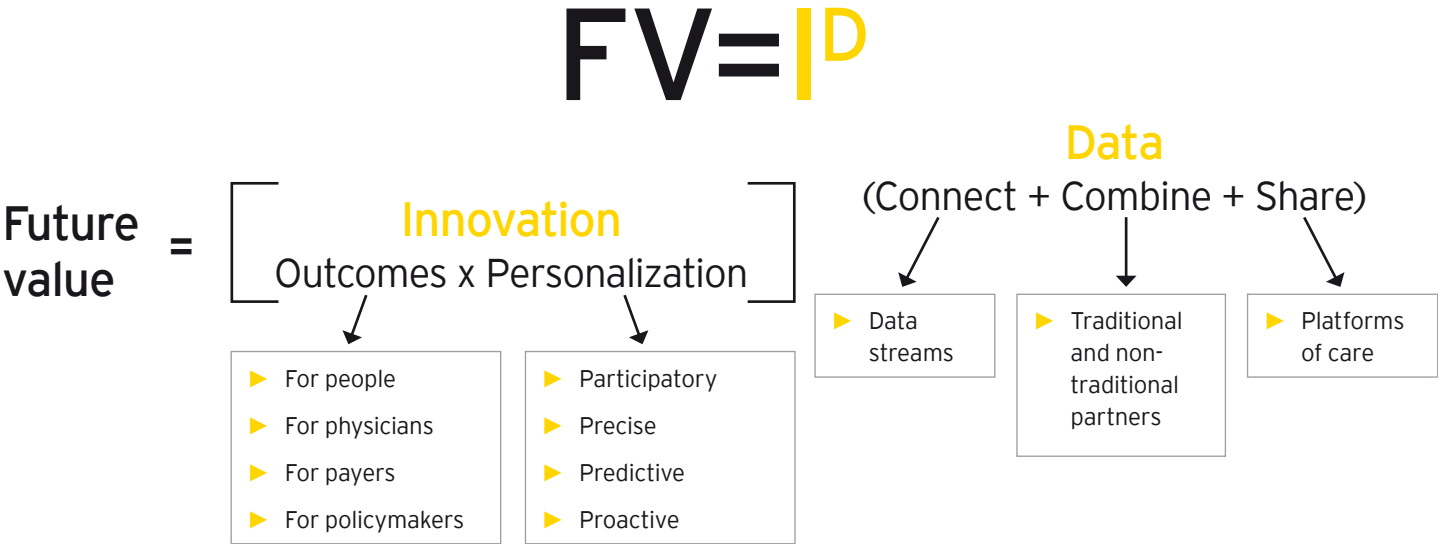 FV=I^D
Data
(Connect + Combine + Share)
Future
value
=
Innovation
Outcomes x Personalization
► For people
► For physicians
► For payers
► For policymakers
► Participatory
► Precise
► Predictive
► Proactive
► Data
streams
► Traditional
and non-
traditional
partners
► Platforms
of care